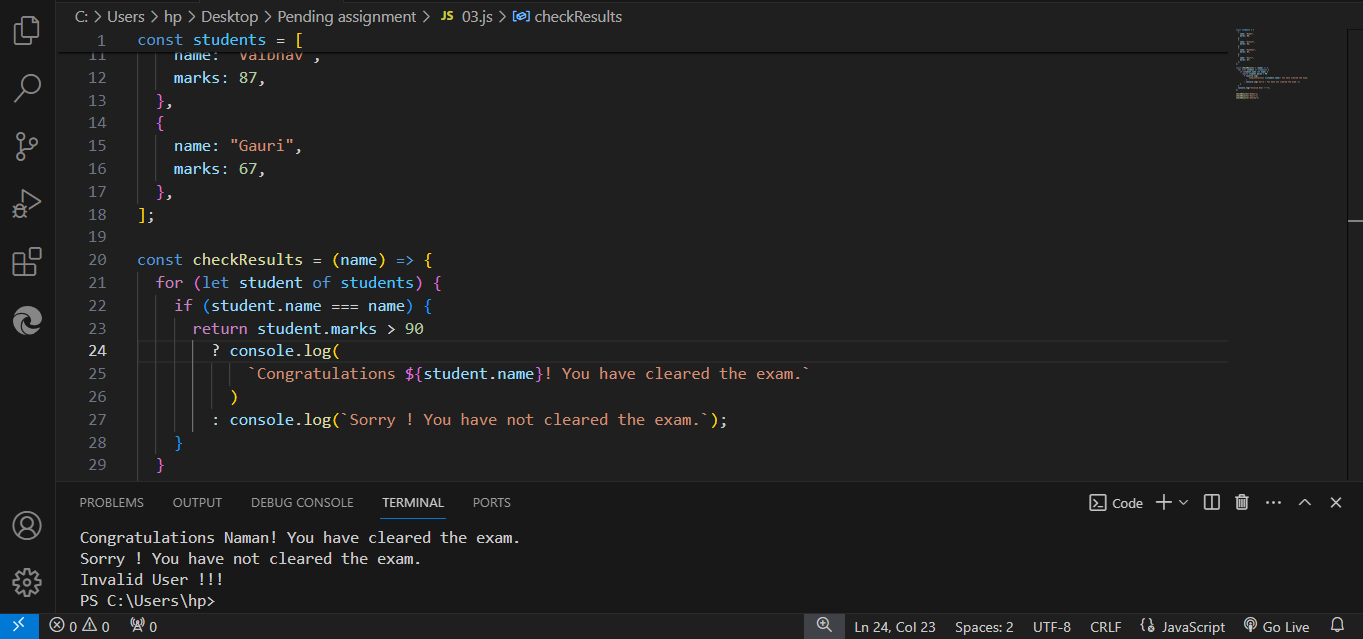 C: > Users > hp > Desktop > Pending assignment > JS 03.js > checkResults
1 const students = [
11 name: "Vaibhav",
12 marks: 87,
13 },
14 {
15 name: "Gauri",
16 marks: 67,
17 },
18 ];
19
20 const checkResults = (name) => {
21 for (let student of students) {
22 if (student.name === name) {
23 return student.marks > 90
24 ? console.log(
25 `Congratulations ${student.name}! You have cleared the exam.`
26 )
27 : console.log(`Sorry ! You have not cleared the exam.`);
28 }
29 }
PROBLEMS OUTPUT DEBUG CONSOLE TERMINAL PORTS Code
Congratulations Naman! You have cleared the exam.
Sorry ! You have not cleared the exam.
Invalid User !!!
PS C:\Users\hp>
0 0 0 Ln 24, Col 23 Spaces: 2 UTF-8 CRLF JavaScript Go Live